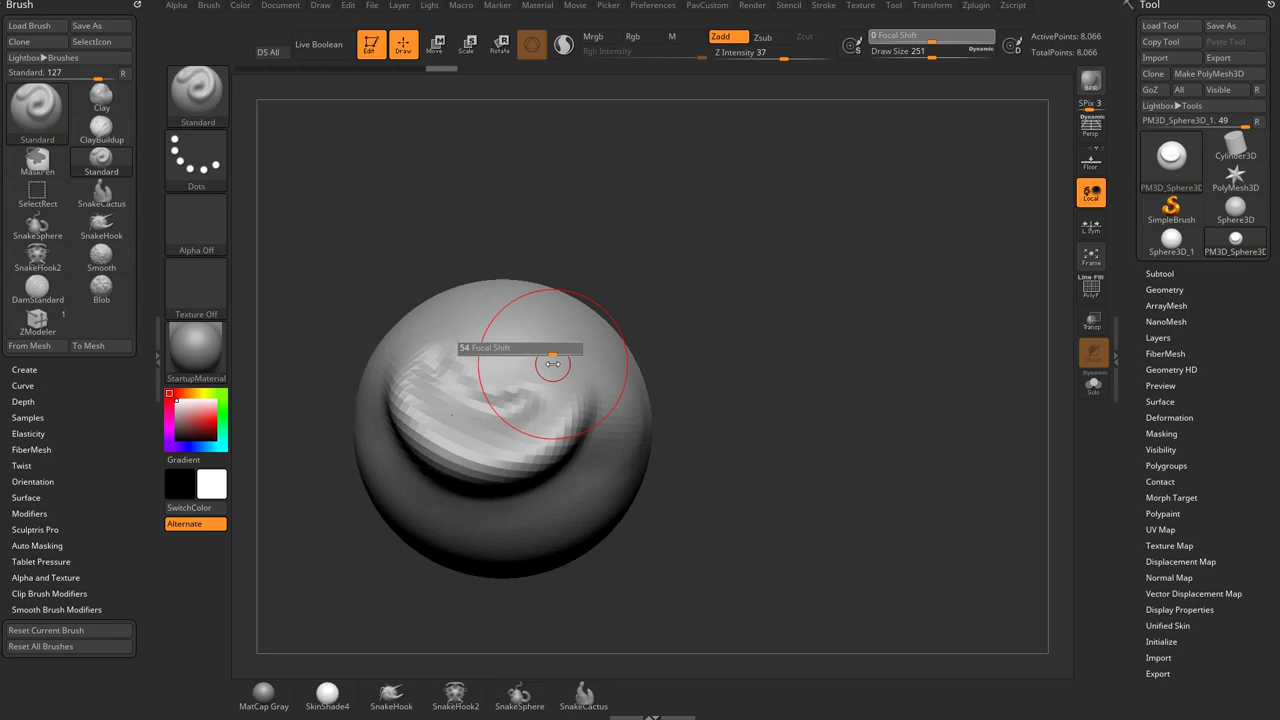 Brush
Alpha Brush Color Document Draw Edit File Layer Light Macro Marker Material Movie Picker Preferences PavCustom Render Stencil Stroke Texture Tool Transform Zplugin Zscript
Tool
Load Brush Save As
Clone SelectIcon
Lightbox▶Brushes
Standard. 127 R
Standard
Clay
ClayBuildup
MaskPen
Standard
SelectRect
SnakeCactus
SnakeSphere
SnakeHook
SnakeHook2
Smooth
DamStandard
Blob
1
ZModeler
From Mesh To Mesh
Create
Curve
Depth
Samples
Elasticity
FiberMesh
Twist
Orientation
Surface
Modifiers
Sculptris Pro
Auto Masking
Tablet Pressure
Alpha and Texture
Clip Brush Modifiers
Smooth Brush Modifiers
Reset Current Brush
Reset All Brushes
DS All
Live Boolean
Edit
Draw
Move
Scale
Rotate
Mrgb Rgb M
Rgb Intensity
Zadd Zsub Zcut
Z Intensity 37
S
0 Focal Shift
Draw Size 251 Dynamic
D
ActivePoints: 8,066
TotalPoints: 8,066
Standard
Dots
Alpha Off
Texture Off
StartupMaterial
Gradient
SwitchColor
Alternate
54 Focal Shift
BPR
SPix 3
Dynamic
Persp
Floor
Local
L.Sym
Frame
Line Fill
PolyF
Transp
Ghost
Dynamic
Solo
Load Tool Save As
Copy Tool Paste Tool
Import Export
Clone Make PolyMesh3D
GoZ All Visible R
Lightbox▶Tools
PM3D_Sphere3D_1. 49 R
PM3D_Sphere3D
Cylinder3D
PolyMesh3D
SimpleBrush
Sphere3D
Sphere3D_1
PM3D_Sphere3D
Subtool
Geometry
ArrayMesh
NanoMesh
Layers
FiberMesh
Geometry HD
Preview
Surface
Deformation
Masking
Visibility
Polygroups
Contact
Morph Target
Polypaint
UV Map
Texture Map
Displacement Map
Normal Map
Vector Displacement Map
Display Properties
Unified Skin
Initialize
Import
Export
MatCap Gray
SkinShade4
SnakeHook
SnakeHook2
SnakeSphere
SnakeCactus